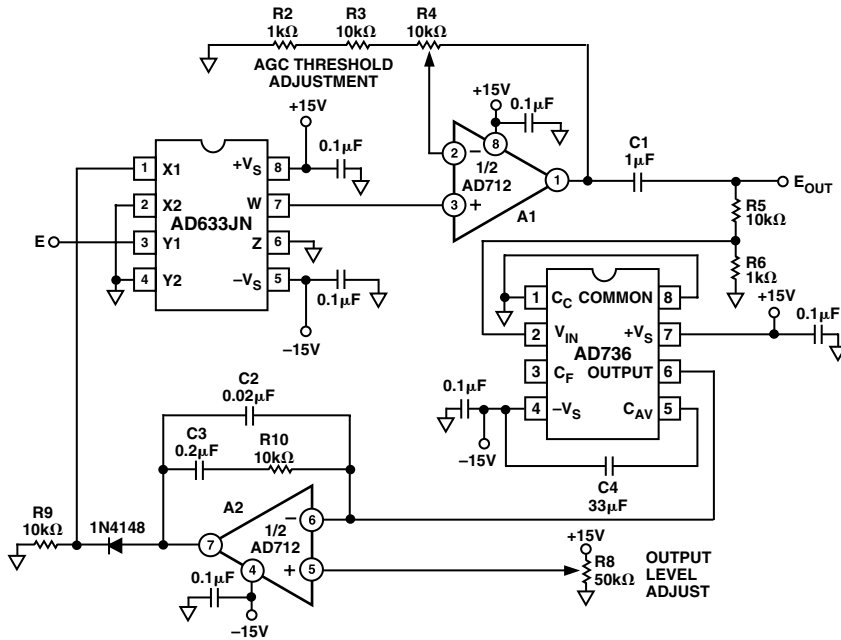 R2
1kΩ
R3
10kΩ
R4
10kΩ
AGC THRESHOLD
ADJUSTMENT
+15V
0.1µF
1 X1
2 X2
3 Y1
4 Y2
AD633JN
+VS 8
W 7
Z 6
–VS 5
E
0.1µF
–15V
+15V
0.1µF
8
2 –
3 +
1/2
AD712
1
A1
C1
1µF
EOUT
R5
10kΩ
R6
1kΩ
1 CC
2 VIN
3 CF
4 –VS
AD736
COMMON 8
+VS 7
OUTPUT 6
CAV 5
+15V
0.1µF
0.1µF
–15V
C4
33µF
C2
0.02µF
C3
0.2µF
R10
10kΩ
A2
1/2
AD712
– 6
+ 5
7
4
R9
10kΩ
1N4148
0.1µF
–15V
+15V
R8
50kΩ
OUTPUT
LEVEL
ADJUST